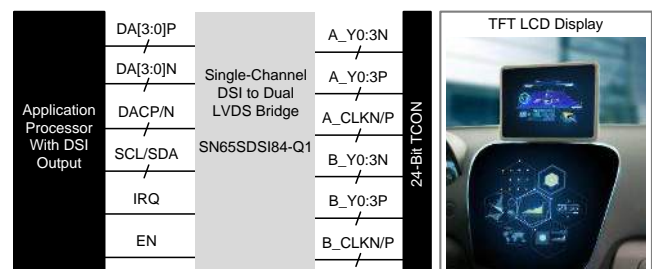 Application
Processor
With DSI
Output
DA[3:0]P
DA[3:0]N
DACP/N
SCL/SDA
IRQ
EN
Single-Channel
DSI to Dual
LVDS Bridge
SN65SDSI84-Q1
A_Y0:3N
A_Y0:3P
A_CLKN/P
B_Y0:3N
B_Y0:3P
B_CLKN/P
24-Bit TCON
TFT LCD Display